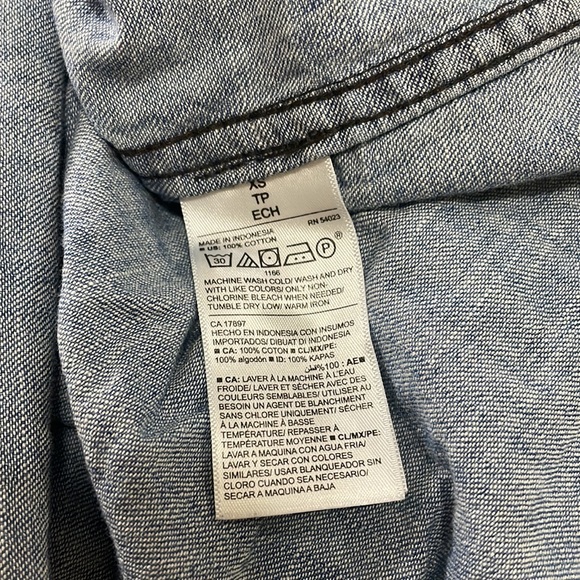 XS
TP
ECH
RN 54023
MADE IN INDONESIA
■ US: 100% COTTON
30 P ®
1166
MACHINE WASH COLD/ WASH AND DRY
WITH LIKE COLORS/ ONLY NON-
CHLORINE BLEACH WHEN NEEDED/
TUMBLE DRY LOW/ WARM IRON
CA 17897
HECHO EN INDONESIA CON INSUMOS
IMPORTADOS/ DIBUAT DI INDONESIA
■ CA: 100% COTON ■ CL/MX/PE:
100% algodón ■ ID: 100% KAPAS
■ AE: 100% قطن
■ CA: LAVER À LA MACHINE À L'EAU
FROIDE/ LAVER ET SÉCHER AVEC DES
COULEURS SEMBLABLES/ UTILISER AU
BESOIN UN AGENT DE BLANCHIMENT
SANS CHLORE UNIQUEMENT/ SÉCHER
À LA MACHINE À BASSE
TEMPÉRATURE/ REPASSER À
TEMPÉRATURE MOYENNE ■ CL/MX/PE:
LAVAR A MAQUINA CON AGUA FRIA/
LAVAR Y SECAR CON COLORES
SIMILARES/ USAR BLANQUEADOR SIN
CLORO CUANDO SEA NECESARIO/
SECAR A MAQUINA A BAJA